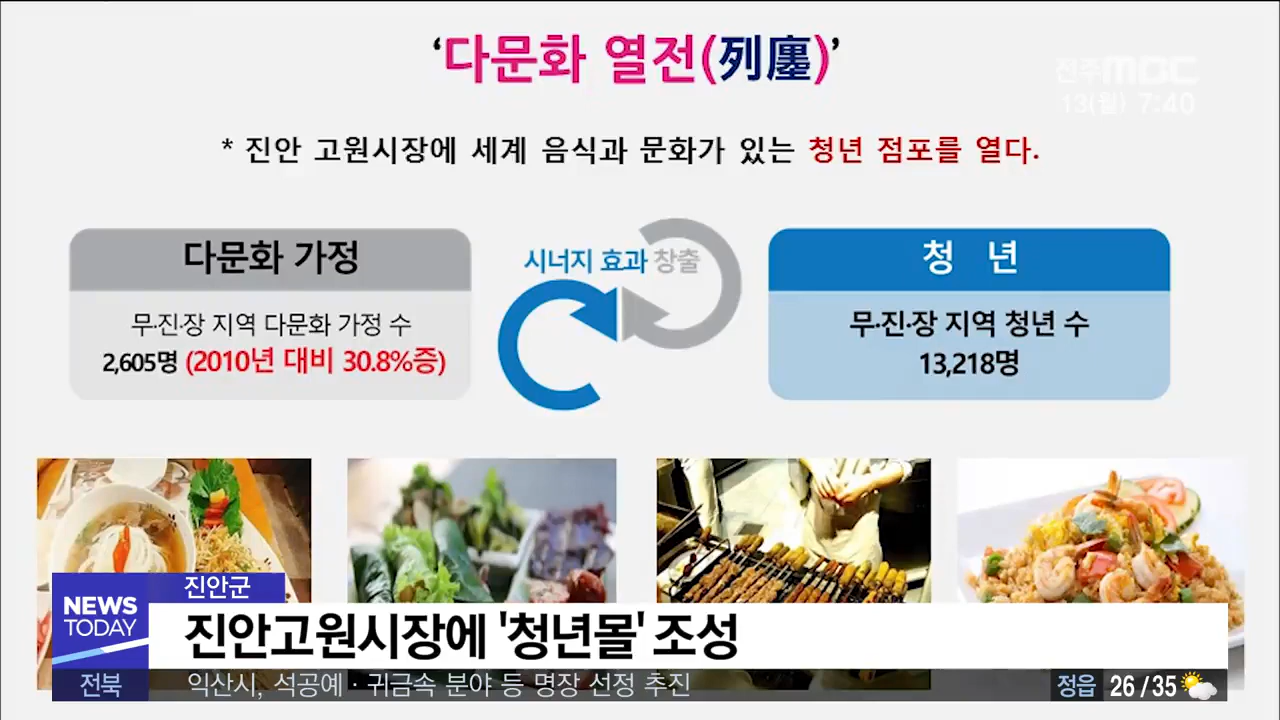 ‘다문화 열전(列廛)’
전주MBC
13(월) 7:40
* 진안 고원시장에 세계 음식과 문화가 있는 청년 점포를 열다.
다문화 가정
무·진·장 지역 다문화 가정 수
2,605명 (2010년 대비 30.8%증)
시너지 효과 창출
청 년
무·진·장 지역 청년 수
13,218명
진안군
NEWS
TODAY
진안고원시장에 '청년몰' 조성
전북
익산시, 석공예·귀금속 분야 등 명장 선정 추진
정읍 26/35